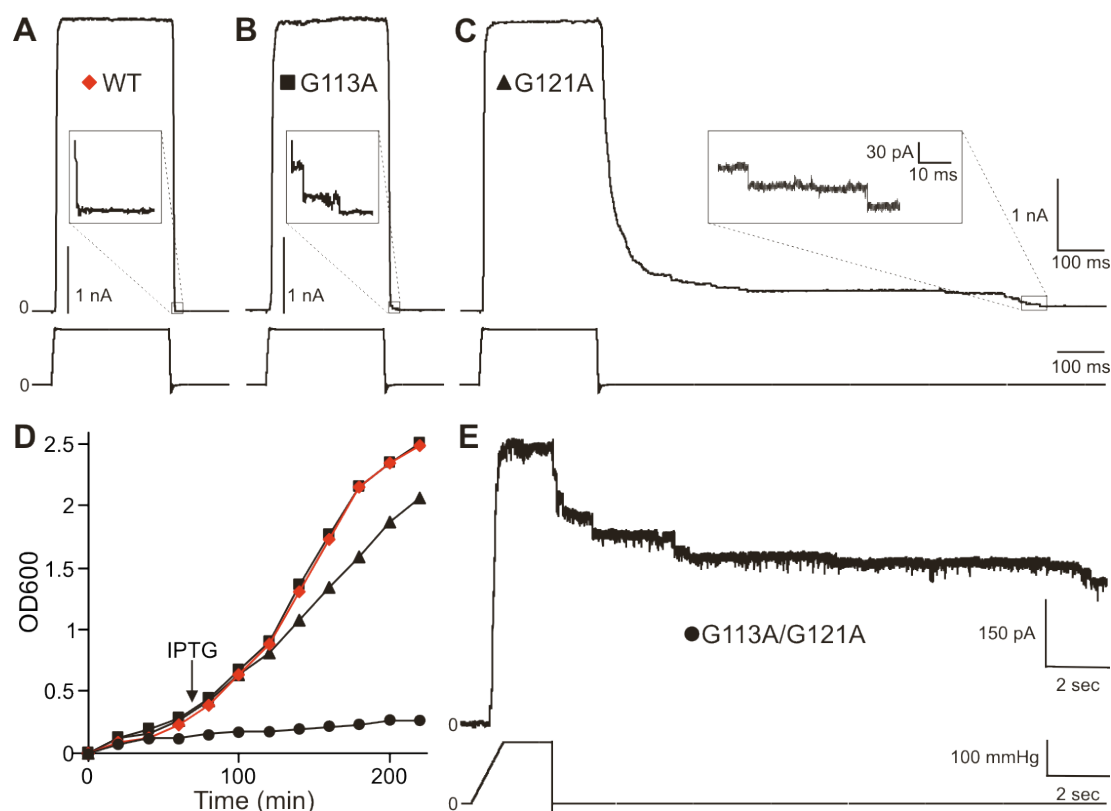 A
B
C
WT
G113A
G121A
30 pA
10 ms
1 nA
1 nA
1 nA
100 ms
0
0
100 ms
D
E
2.5
2
1.5
1
0.5
0
OD600
IPTG
0
100
200
Time (min)
G113A/G121A
150 pA
2 sec
0
100 mmHg
2 sec
0